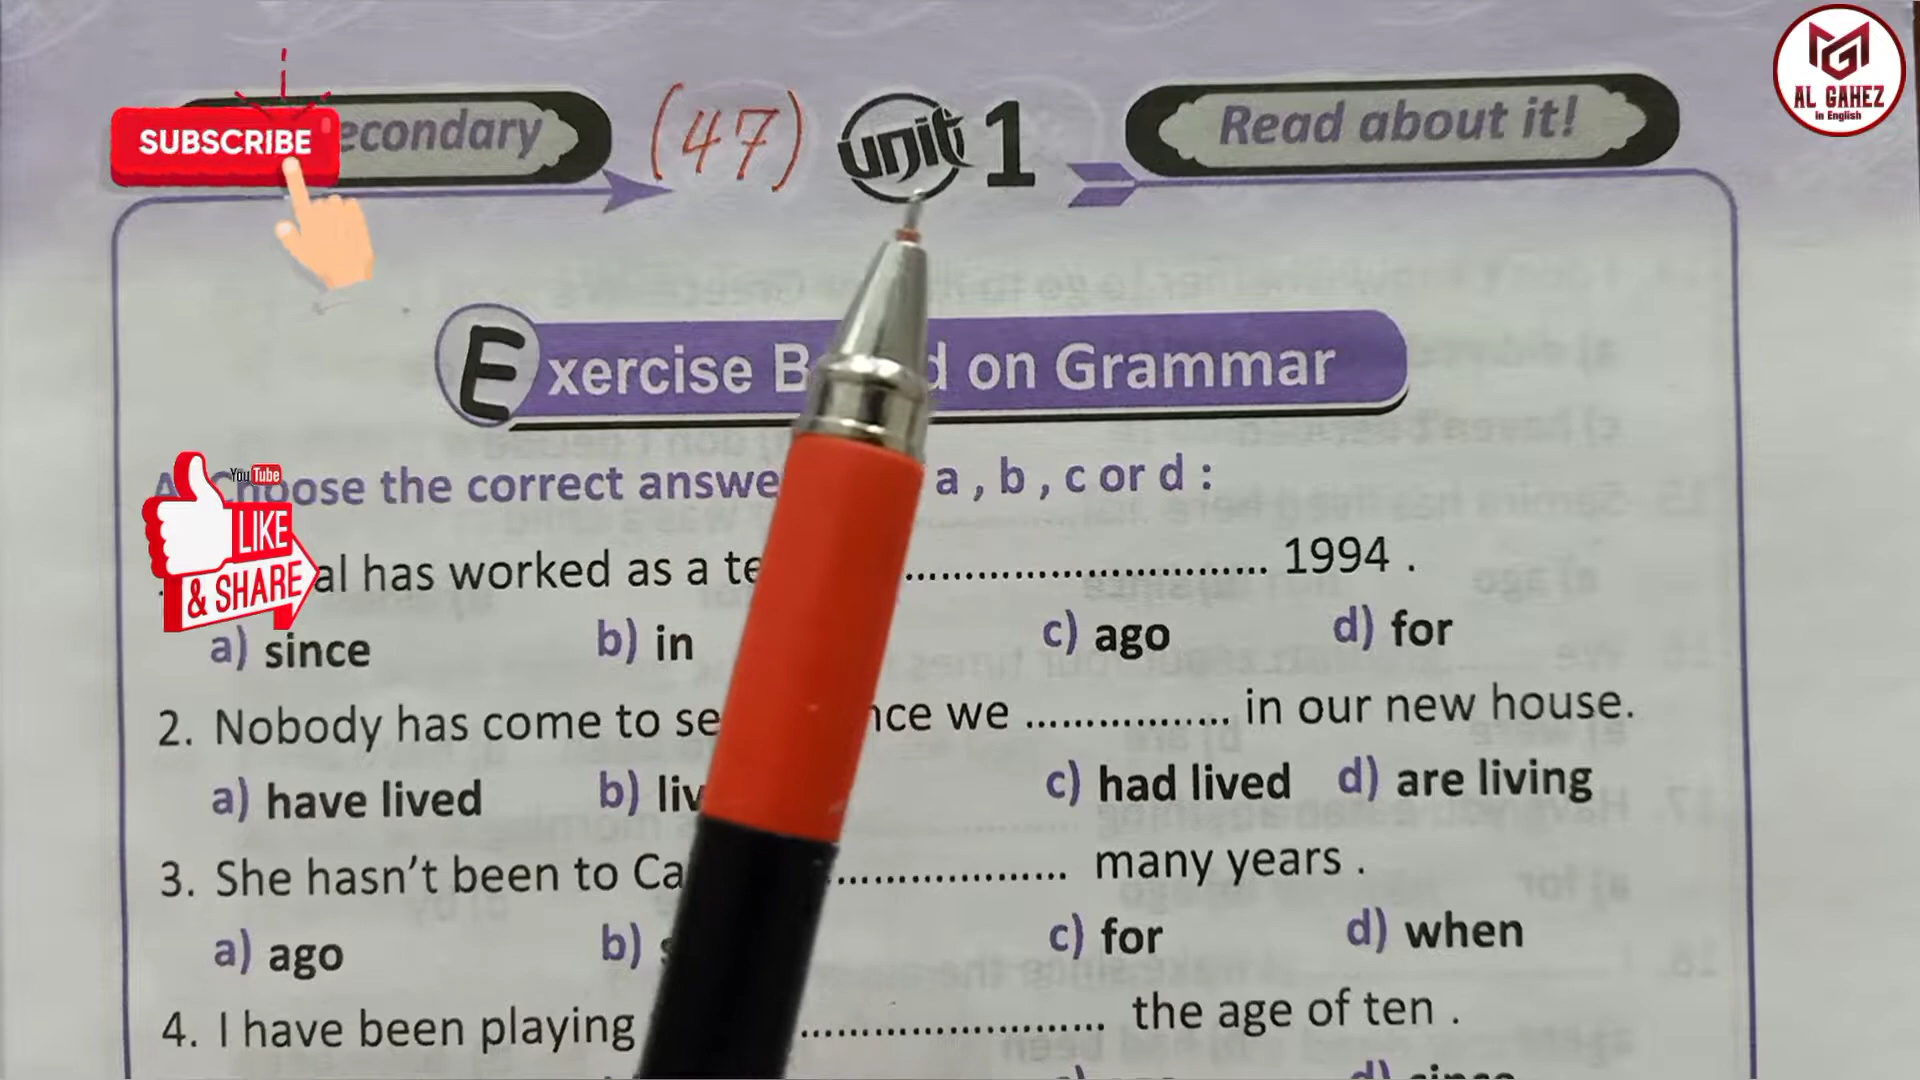 SUBSCRIBE
econdary (47) unit 1 Read about it!
AL GAHEZ
in English
Exercise B d on Grammar
You Tube
LIKE
& SHARE
Choose the correct answe a , b , c or d :
al has worked as a te .............................. 1994 .
a) since b) in c) ago d) for
2. Nobody has come to se nce we ................. in our new house.
a) have lived b) liv c) had lived d) are living
3. She hasn't been to Ca .................... many years .
a) ago b) c) for d) when
4. I have been playing ......................... the age of ten .
d) since